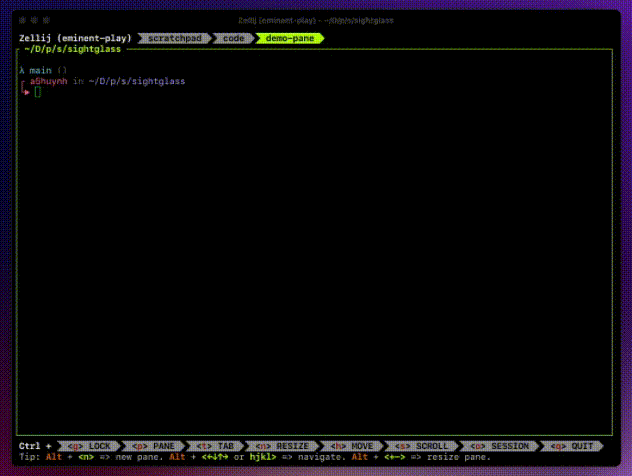 Zellij (eminent-play) - ~/D/p/s/sightglass
Zellij (eminent-play) scratchpad code demo-pane
~/D/p/s/sightglass
λ main ()
a5huynh in ~/D/p/s/sightglass
Ctrl + <g> LOCK <p> PANE <t> TAB <n> RESIZE <h> MOVE <s> SCROLL <o> SESSION <q> QUIT
Tip: Alt + <n> => new pane. Alt + <←↓↑→ or hjkl> => navigate. Alt + <+-> => resize pane.